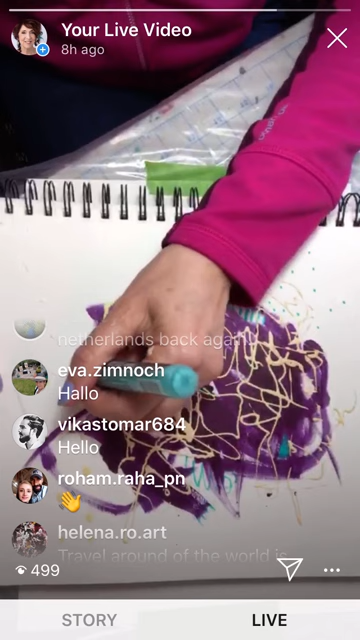 Your Live Video
8h ago
netherlands back again
eva.zimnoch
Hallo
vikastomar684
Hello
roham.raha_pn
👋
helena.ro.art
Travel around of the world is
499
STORY
LIVE